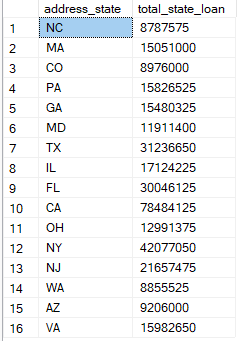 address_state total_state_loan
1 NC 8787575
2 MA 15051000
3 CO 8976000
4 PA 15826525
5 GA 15480325
6 MD 11911400
7 TX 31236650
8 IL 17124225
9 FL 30046125
10 CA 78484125
11 OH 12991375
12 NY 42077050
13 NJ 21657475
14 WA 8855525
15 AZ 9206000
16 VA 15982650